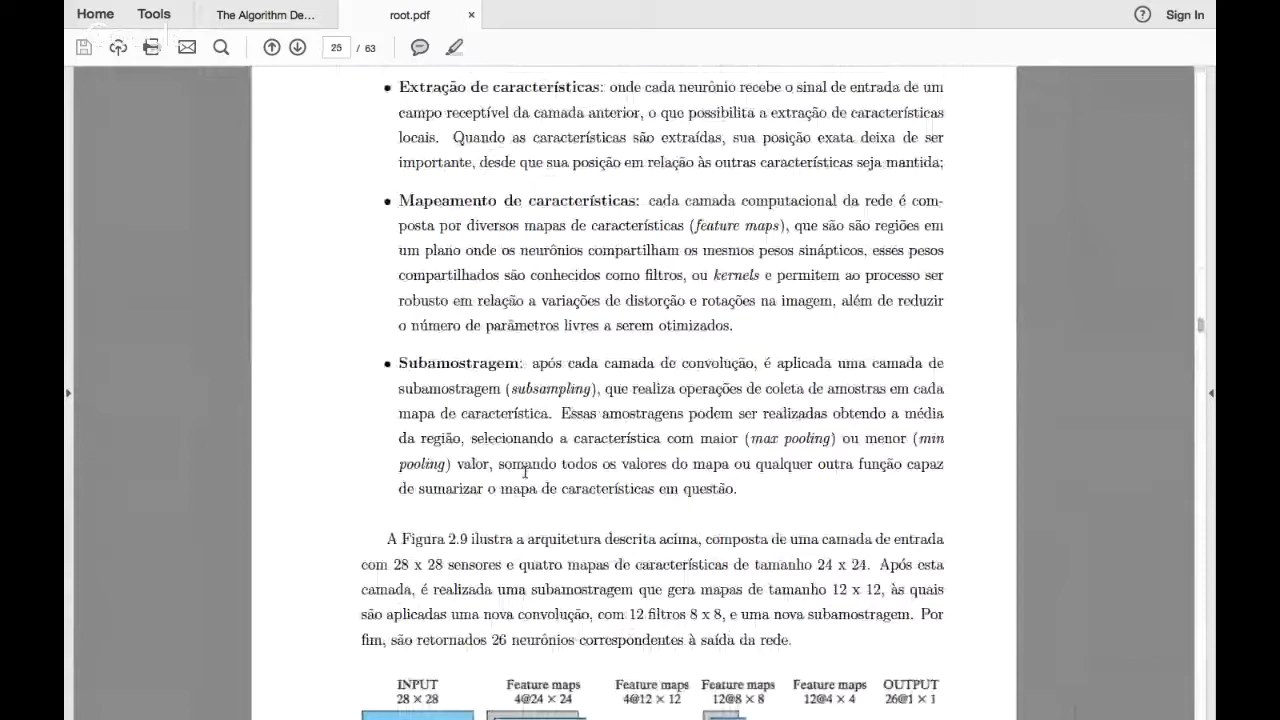 Home Tools The Algorithm De... root.pdf × Sign In
25 / 63
• Extração de características: onde cada neurônio recebe o sinal de entrada de um
campo receptível da camada anterior, o que possibilita a extração de características
locais. Quando as características são extraídas, sua posição exata deixa de ser
importante, desde que sua posição em relação às outras características seja mantida;
• Mapeamento de características: cada camada computacional da rede é com-
posta por diversos mapas de características (feature maps), que são são regiões em
um plano onde os neurônios compartilham os mesmos pesos sinápticos, esses pesos
compartilhados são conhecidos como filtros, ou kernels e permitem ao processo ser
robusto em relação a variações de distorção e rotações na imagem, além de reduzir
o número de parâmetros livres a serem otimizados.
• Subamostragem: após cada camada de convolução, é aplicada uma camada de
subamostragem (subsampling), que realiza operações de coleta de amostras em cada
mapa de característica. Essas amostragens podem ser realizadas obtendo a média
da região, selecionando a característica com maior (max pooling) ou menor (min
pooling) valor, somando todos os valores do mapa ou qualquer outra função capaz
de sumarizar o mapa de características em questão.
A Figura 2.9 ilustra a arquitetura descrita acima, composta de uma camada de entrada
com 28 x 28 sensores e quatro mapas de características de tamanho 24 x 24. Após esta
camada, é realizada uma subamostragem que gera mapas de tamanho 12 x 12, às quais
são aplicadas uma nova convolução, com 12 filtros 8 x 8, e uma nova subamostragem. Por
fim, são retornados 26 neurônios correspondentes à saída da rede.
INPUT Feature maps Feature maps Feature maps Feature maps OUTPUT
28 × 28 4@24 × 24 4@12 × 12 12@8 × 8 12@4 × 4 26@1 × 1